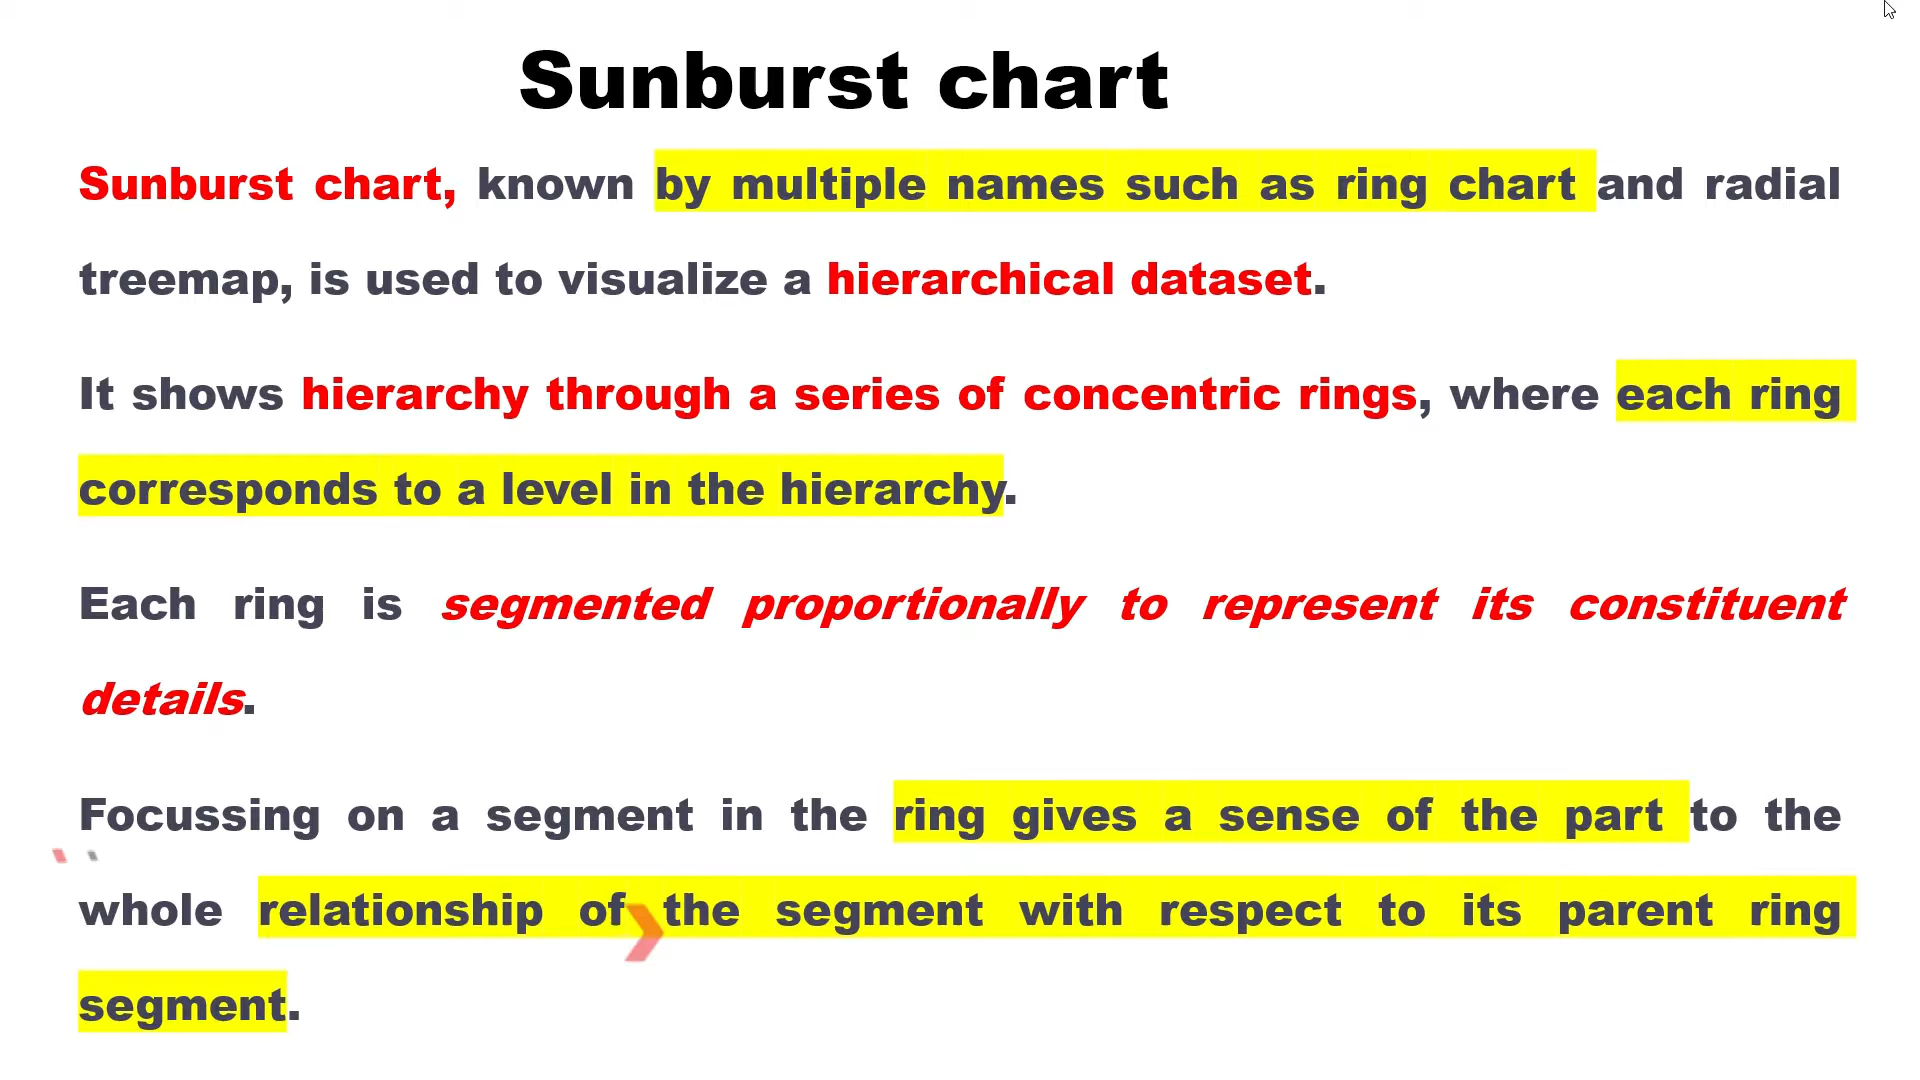 Sunburst chart
Sunburst chart, known by multiple names such as ring chart and radial
treemap, is used to visualize a hierarchical dataset.
It shows hierarchy through a series of concentric rings, where each ring
corresponds to a level in the hierarchy.
Each ring is segmented proportionally to represent its constituent
details.
Focussing on a segment in the ring gives a sense of the part to the
whole relationship of the segment with respect to its parent ring
segment.